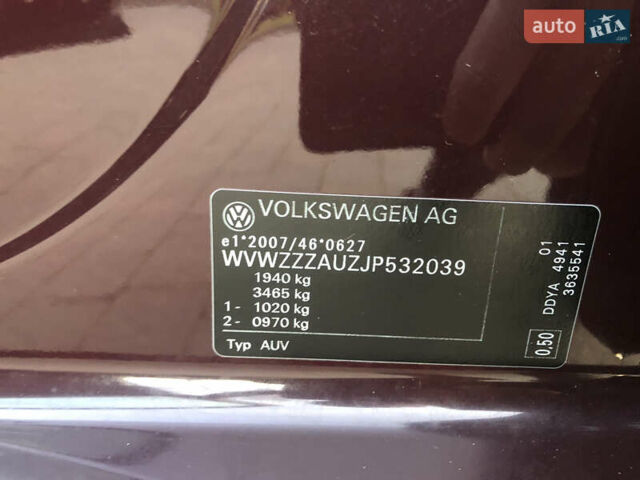 auto RIA
.com
VOLKSWAGEN AG
e1*2007/46*0627
WVWZZZAUZJP532039
1940 kg
3465 kg
1- 1020 kg
2- 0970 kg
Typ AUV
01
DDYA 4941
3635541
0,50